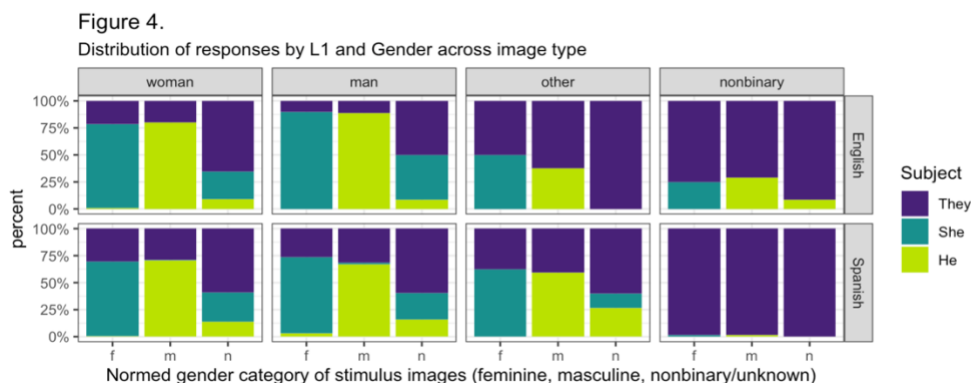 Figure 4.
Distribution of responses by L1 and Gender across image type
woman man other nonbinary
100%
75%
50%
25%
0%
English
100%
75%
50%
25%
0%
Spanish
percent
f m n f m n f m n f m n
Normed gender category of stimulus images (feminine, masculine, nonbinary/unknown)
Subject
They
She
He